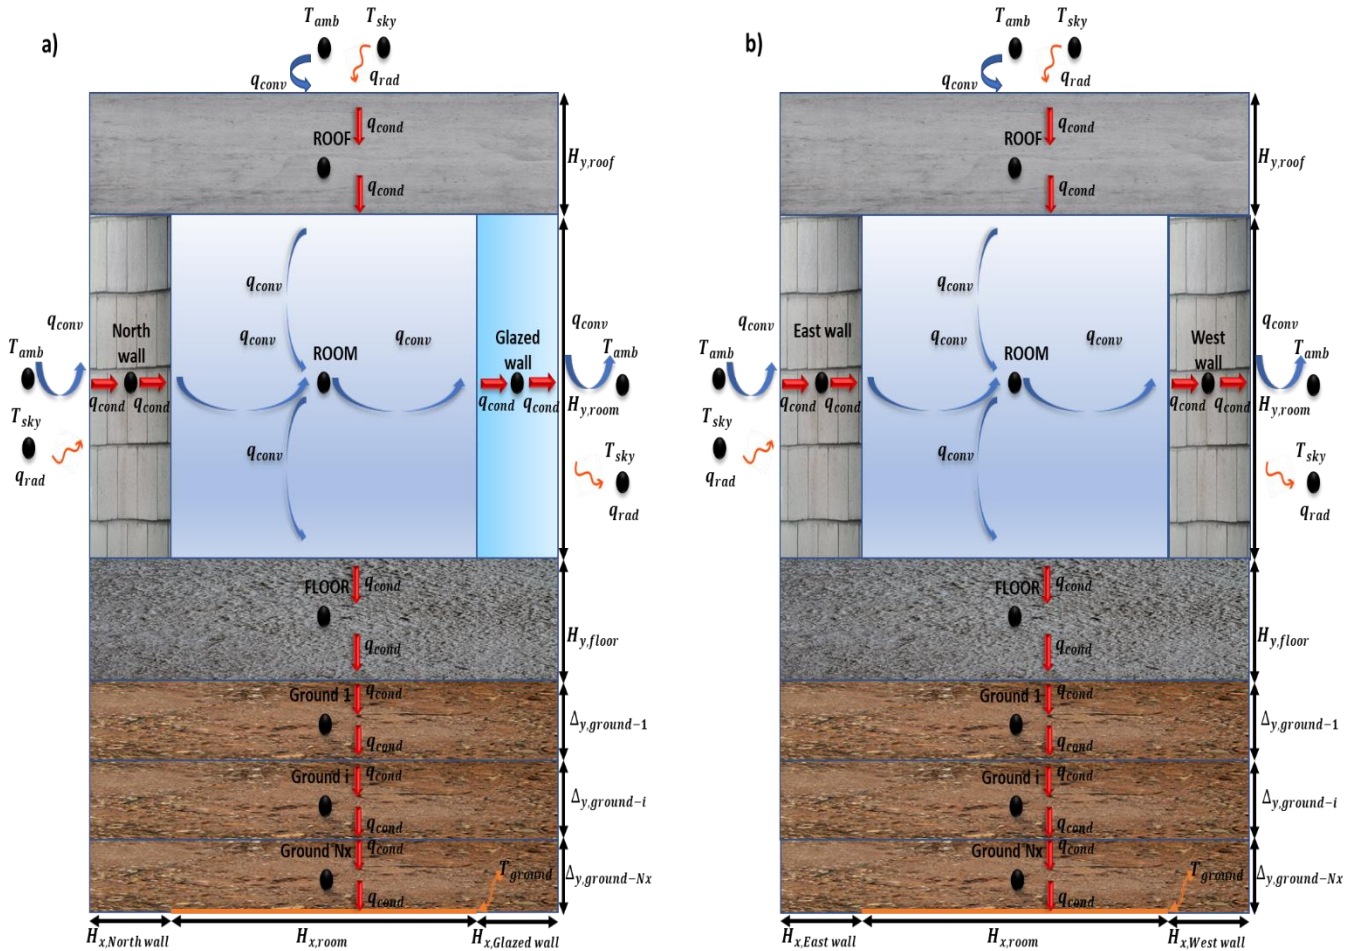 a)
T_amb
T_sky
q_conv
q_rad
q_cond
ROOF
q_cond
H_y,roof
q_conv
q_conv
North
wall
q_conv
q_conv
Glazed
wall
q_conv
T_amb
ROOM
T_amb
q_cond
q_cond
q_cond
q_cond
H_y,room
T_sky
q_conv
T_sky
q_rad
q_rad
FLOOR
q_cond
q_cond
H_y,floor
Ground 1
q_cond
q_cond
Δ_y,ground−1
Ground i
q_cond
q_cond
Δ_y,ground−i
Ground Nx
q_cond
T_ground
q_cond
Δ_y,ground−Nx
H_x,North wall
H_x,room
H_x,Glazed wall
b)
T_amb
T_sky
q_conv
q_rad
q_cond
ROOF
q_cond
H_y,roof
q_conv
q_conv
East wall
q_conv
q_conv
West
wall
q_conv
T_amb
ROOM
T_amb
q_cond
q_cond
q_cond
q_cond
H_y,room
T_sky
q_conv
T_sky
q_rad
q_rad
FLOOR
q_cond
q_cond
H_y,floor
Ground 1
q_cond
q_cond
Δ_y,ground−1
Ground i
q_cond
q_cond
Δ_y,ground−i
Ground Nx
q_cond
T_ground
q_cond
Δ_y,ground−Nx
H_x,East wall
H_x,room
H_x,West wall